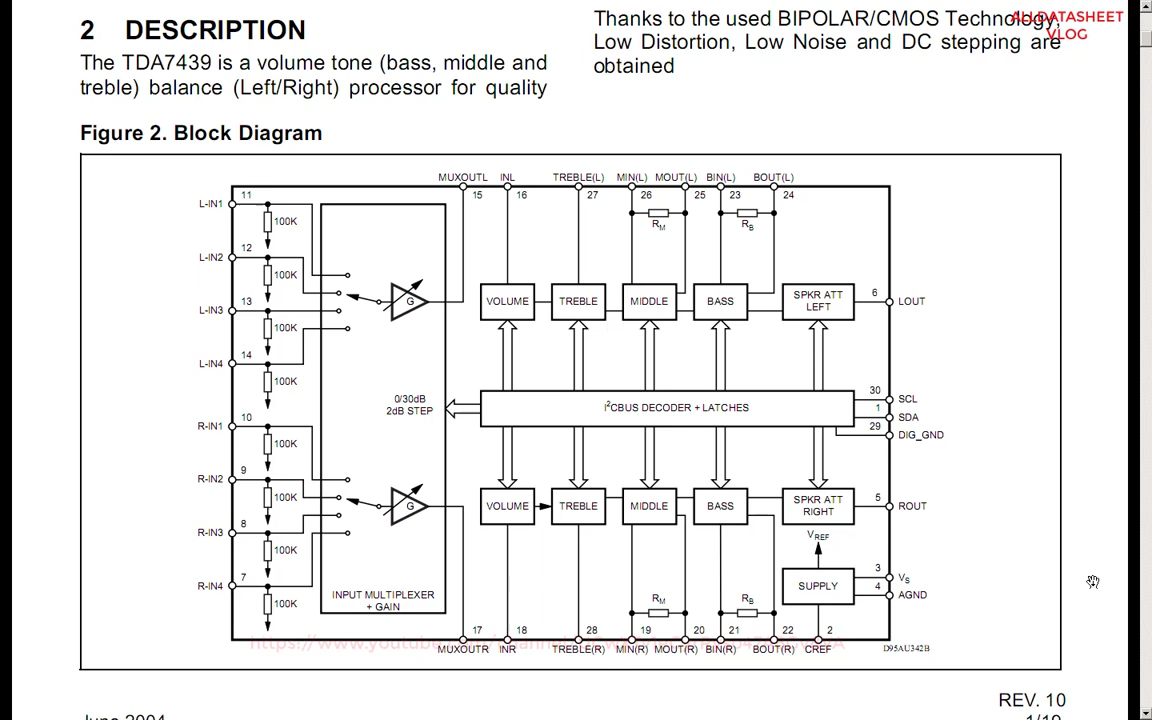 2 DESCRIPTION
The TDA7439 is a volume tone (bass, middle and
treble) balance (Left/Right) processor for quality
Thanks to the used BIPOLAR/CMOS Technology,
Low Distortion, Low Noise and DC stepping are
obtained
ALLDATASHEET
VLOG
Figure 2. Block Diagram
MUXOUTL INL TREBLE(L) MIN(L) MOUT(L) BIN(L) BOUT(L)
15 16 27 26 25 23 24
L-IN1 11
100K
RM RB
L-IN2 12
100K
L-IN3 13
100K
G
VOLUME TREBLE MIDDLE BASS SPKR ATT LEFT
6 LOUT
L-IN4 14
100K
0/30dB
2dB STEP
I2CBUS DECODER + LATCHES
30 SCL
1 SDA
29 DIG_GND
R-IN1 10
100K
R-IN2 9
100K
G
VOLUME TREBLE MIDDLE BASS SPKR ATT RIGHT
5 ROUT
R-IN3 8
100K
VREF
R-IN4 7
100K
SUPPLY
3 VS
4 AGND
INPUT MULTIPLEXER
+ GAIN
RM RB
17 18 28 19 20 21 22 2
MUXOUTR INR TREBLE(R) MIN(R) MOUT(R) BIN(R) BOUT(R) CREF
D95AU342B
REV. 10
June 2004
1/19